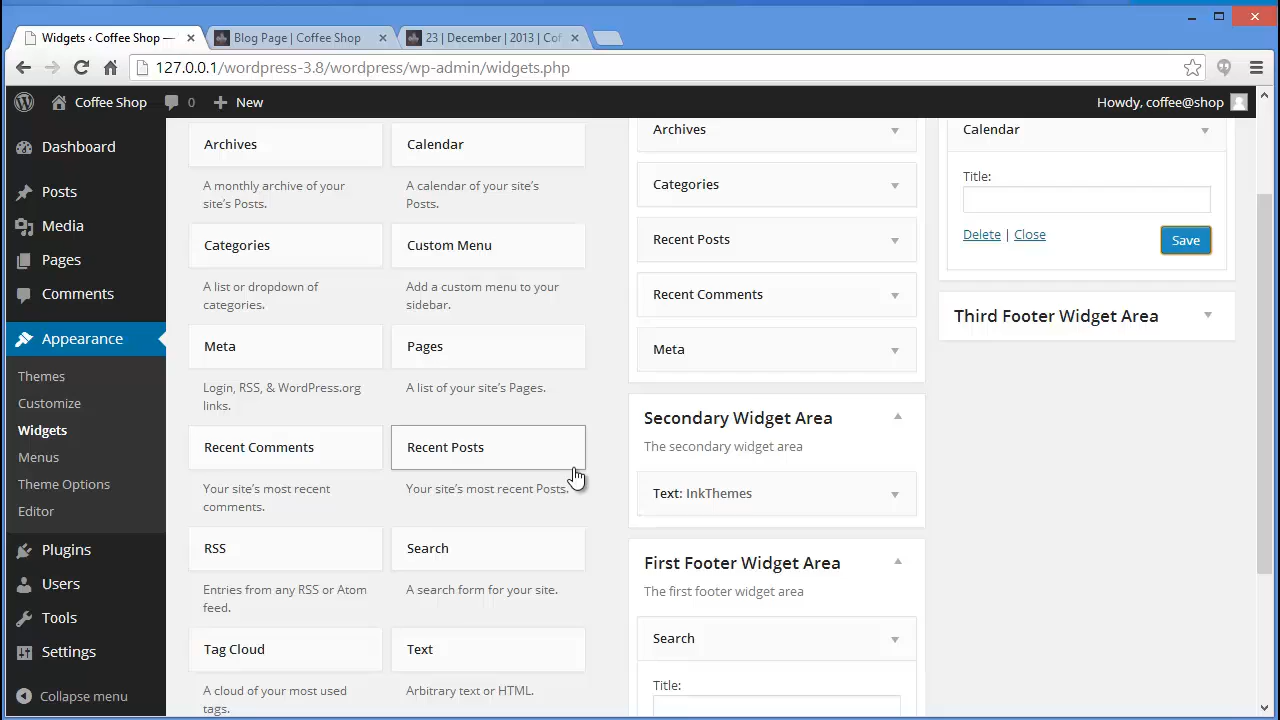 Widgets ‹ Coffee Shop —
Blog Page | Coffee Shop
23 | December | 2013 | Cof
127.0.0.1/wordpress-3.8/wordpress/wp-admin/widgets.php
Coffee Shop
0
New
Howdy, coffee@shop
Dashboard
Posts
Media
Pages
Comments
Appearance
Themes
Customize
Widgets
Menus
Theme Options
Editor
Plugins
Users
Tools
Settings
Collapse menu
Archives
A monthly archive of your
site's Posts.
Calendar
A calendar of your site's
Posts.
Categories
A list or dropdown of
categories.
Custom Menu
Add a custom menu to your
sidebar.
Meta
Login, RSS, & WordPress.org
links.
Pages
A list of your site's Pages.
Recent Comments
Your site's most recent
comments.
Recent Posts
Your site's most recent Posts.
RSS
Entries from any RSS or Atom
feed.
Search
A search form for your site.
Tag Cloud
A cloud of your most used
tags.
Text
Arbitrary text or HTML.
Archives
Categories
Recent Posts
Recent Comments
Meta
Secondary Widget Area
The secondary widget area
Text: InkThemes
First Footer Widget Area
The first footer widget area
Search
Title:
Calendar
Title:
Delete | Close
Save
Third Footer Widget Area